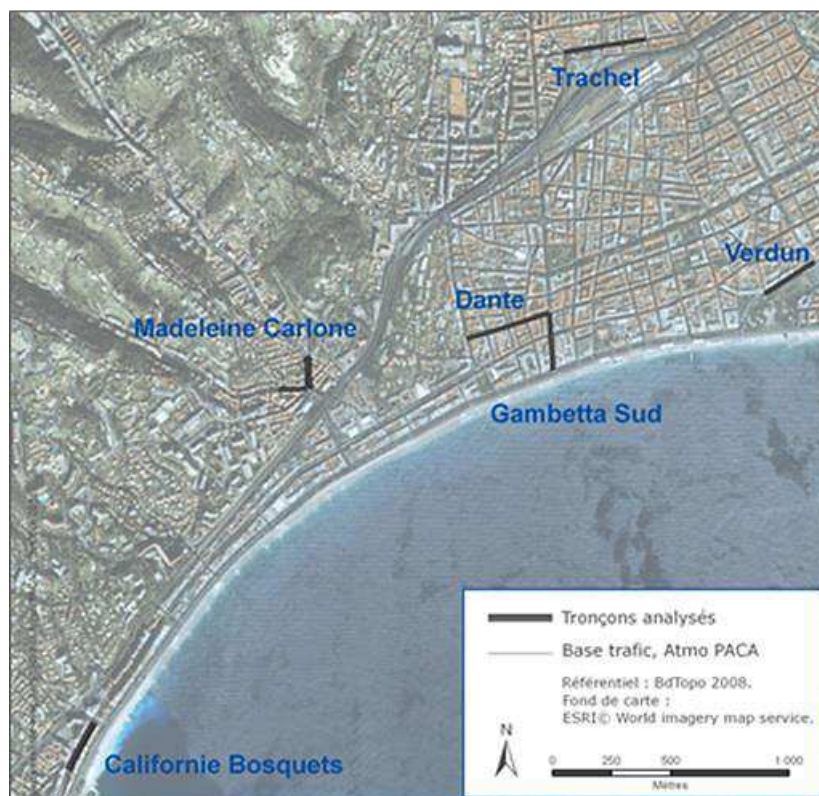 Trachel
Verdun
Dante
Madeleine Carlone
Gambetta Sud
Californie Bosquets
Tronçons analysés
Base trafic, Atmo PACA
Référentiel : BdTopo 2008.
Fond de carte :
ESRI© World imagery map service.
N
0 250 500 1 000
Metres